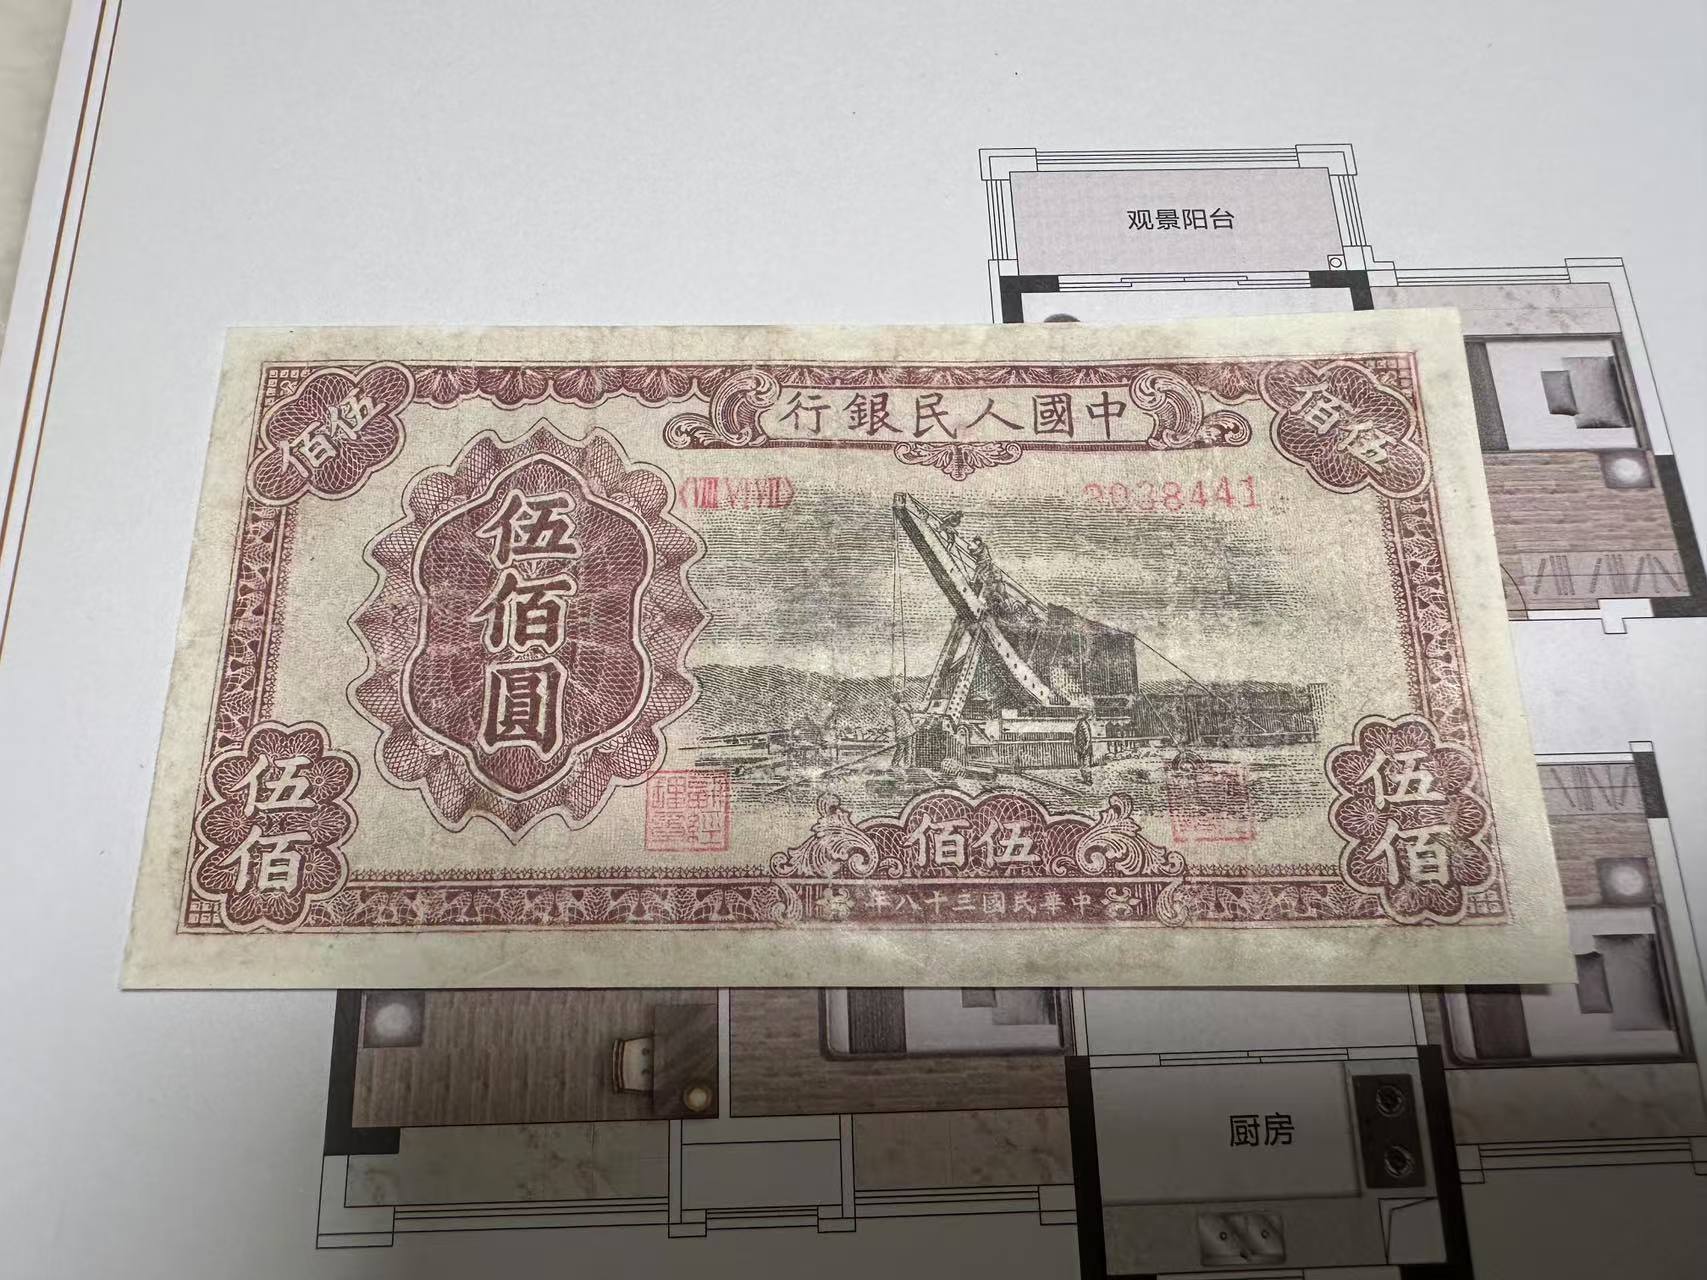 观景阳台
伍佰
行銀民人國中
伍佰
〈VIII VI VII〉
2038441
伍佰圓
伍佰
佰伍
伍佰
年八十三國民華中
厨房